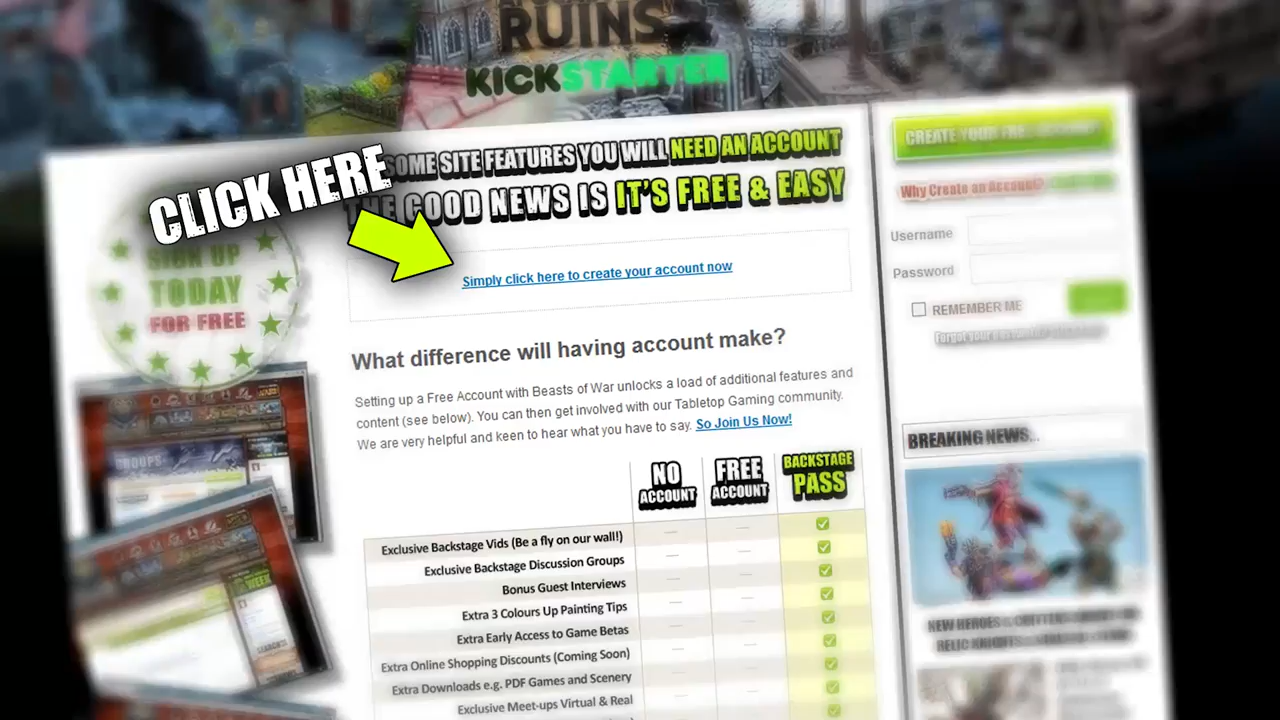 RUINS
KICKSTARTER
CLICK HERE
SOME SITE FEATURES YOU WILL NEED AN ACCOUNT
THE GOOD NEWS IS IT'S FREE & EASY
SIGN UP
TODAY
FOR FREE
Simply click here to create your account now
What difference will having account make?
Setting up a Free Account with Beasts of War unlocks a load of additional features and
content (see below). You can then get involved with our Tabletop Gaming community.
We are very helpful and keen to hear what you have to say. So Join Us Now!
NO ACCOUNT
FREE ACCOUNT
BACKSTAGE PASS
Exclusive Backstage Vids (Be a fly on our wall!)
Exclusive Backstage Discussion Groups
Bonus Guest Interviews
Extra 3 Colours Up Painting Tips
Extra Early Access to Game Betas
Extra Online Shopping Discounts (Coming Soon)
Extra Downloads e.g. PDF Games and Scenery
Exclusive Meet-ups Virtual & Real
GROUPS
WEEK
CREATE YOUR FREE ACCOUNT
Why Create an Account?
Username
Password
REMEMBER ME
Forgot your
BREAKING NEWS...
NEW HEROES &
RELIC KNIGHTS